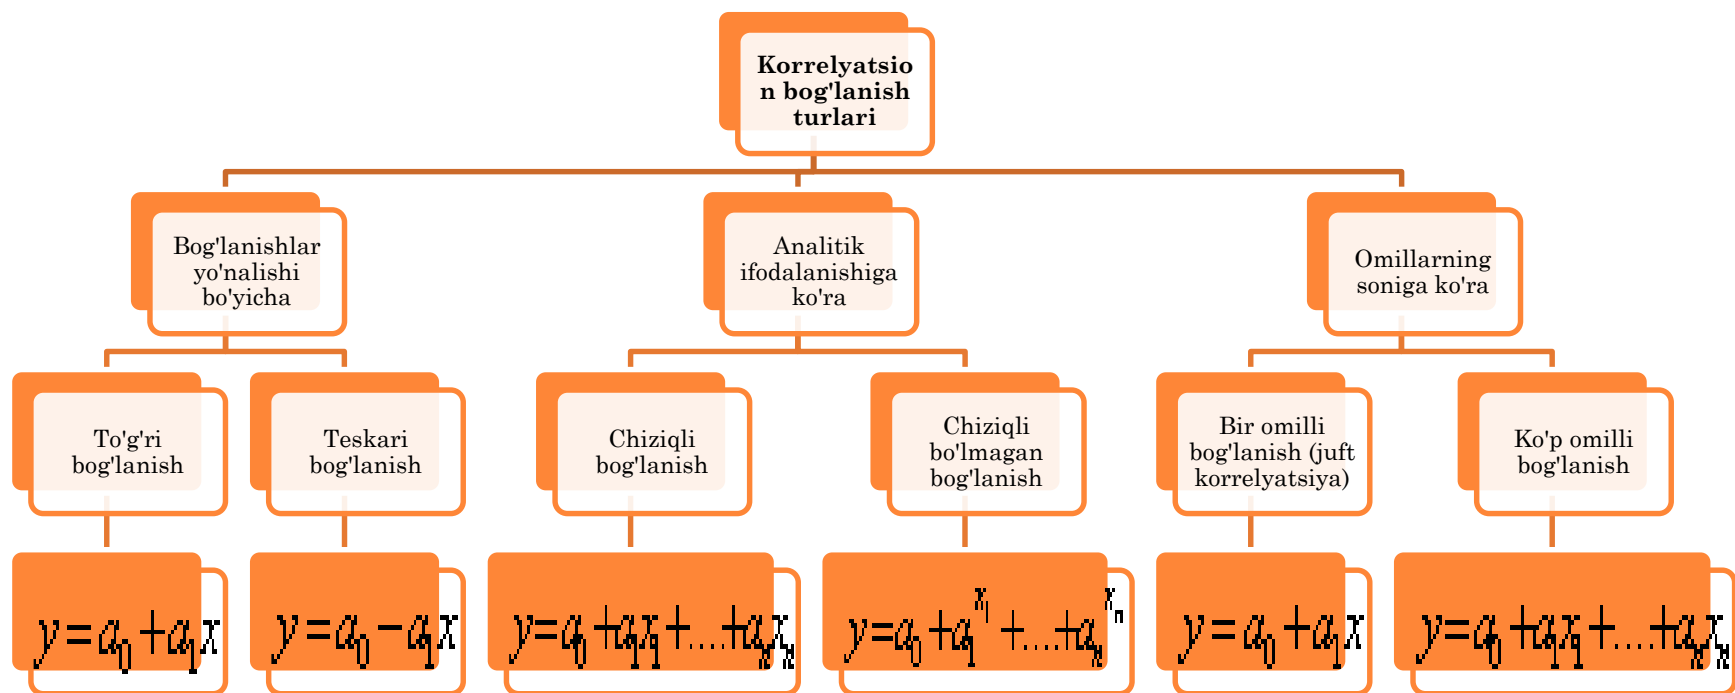 Korrelyatsio
n bog'lanish
turlari
Bog'lanishlar
yo'nalishi
bo'yicha
Analitik
ifodalanishiga
ko'ra
Omillarning
soniga ko'ra
To'g'ri
bog'lanish
Teskari
bog'lanish
Chiziqli
bog'lanish
Chiziqli
bo'lmagan
bog'lanish
Bir omilli
bog'lanish (juft
korrelyatsiya)
Ko'p omilli
bog'lanish
y=a₀+a₁x
y=a₀−a₁x
y=a₀+a₁x₁+....+aₙxₙ
y=a₀+a₁^x₁+....+aₙ^xₙ
y=a₀+a₁x
y=a₀+a₁x₁+....+aₙxₙ